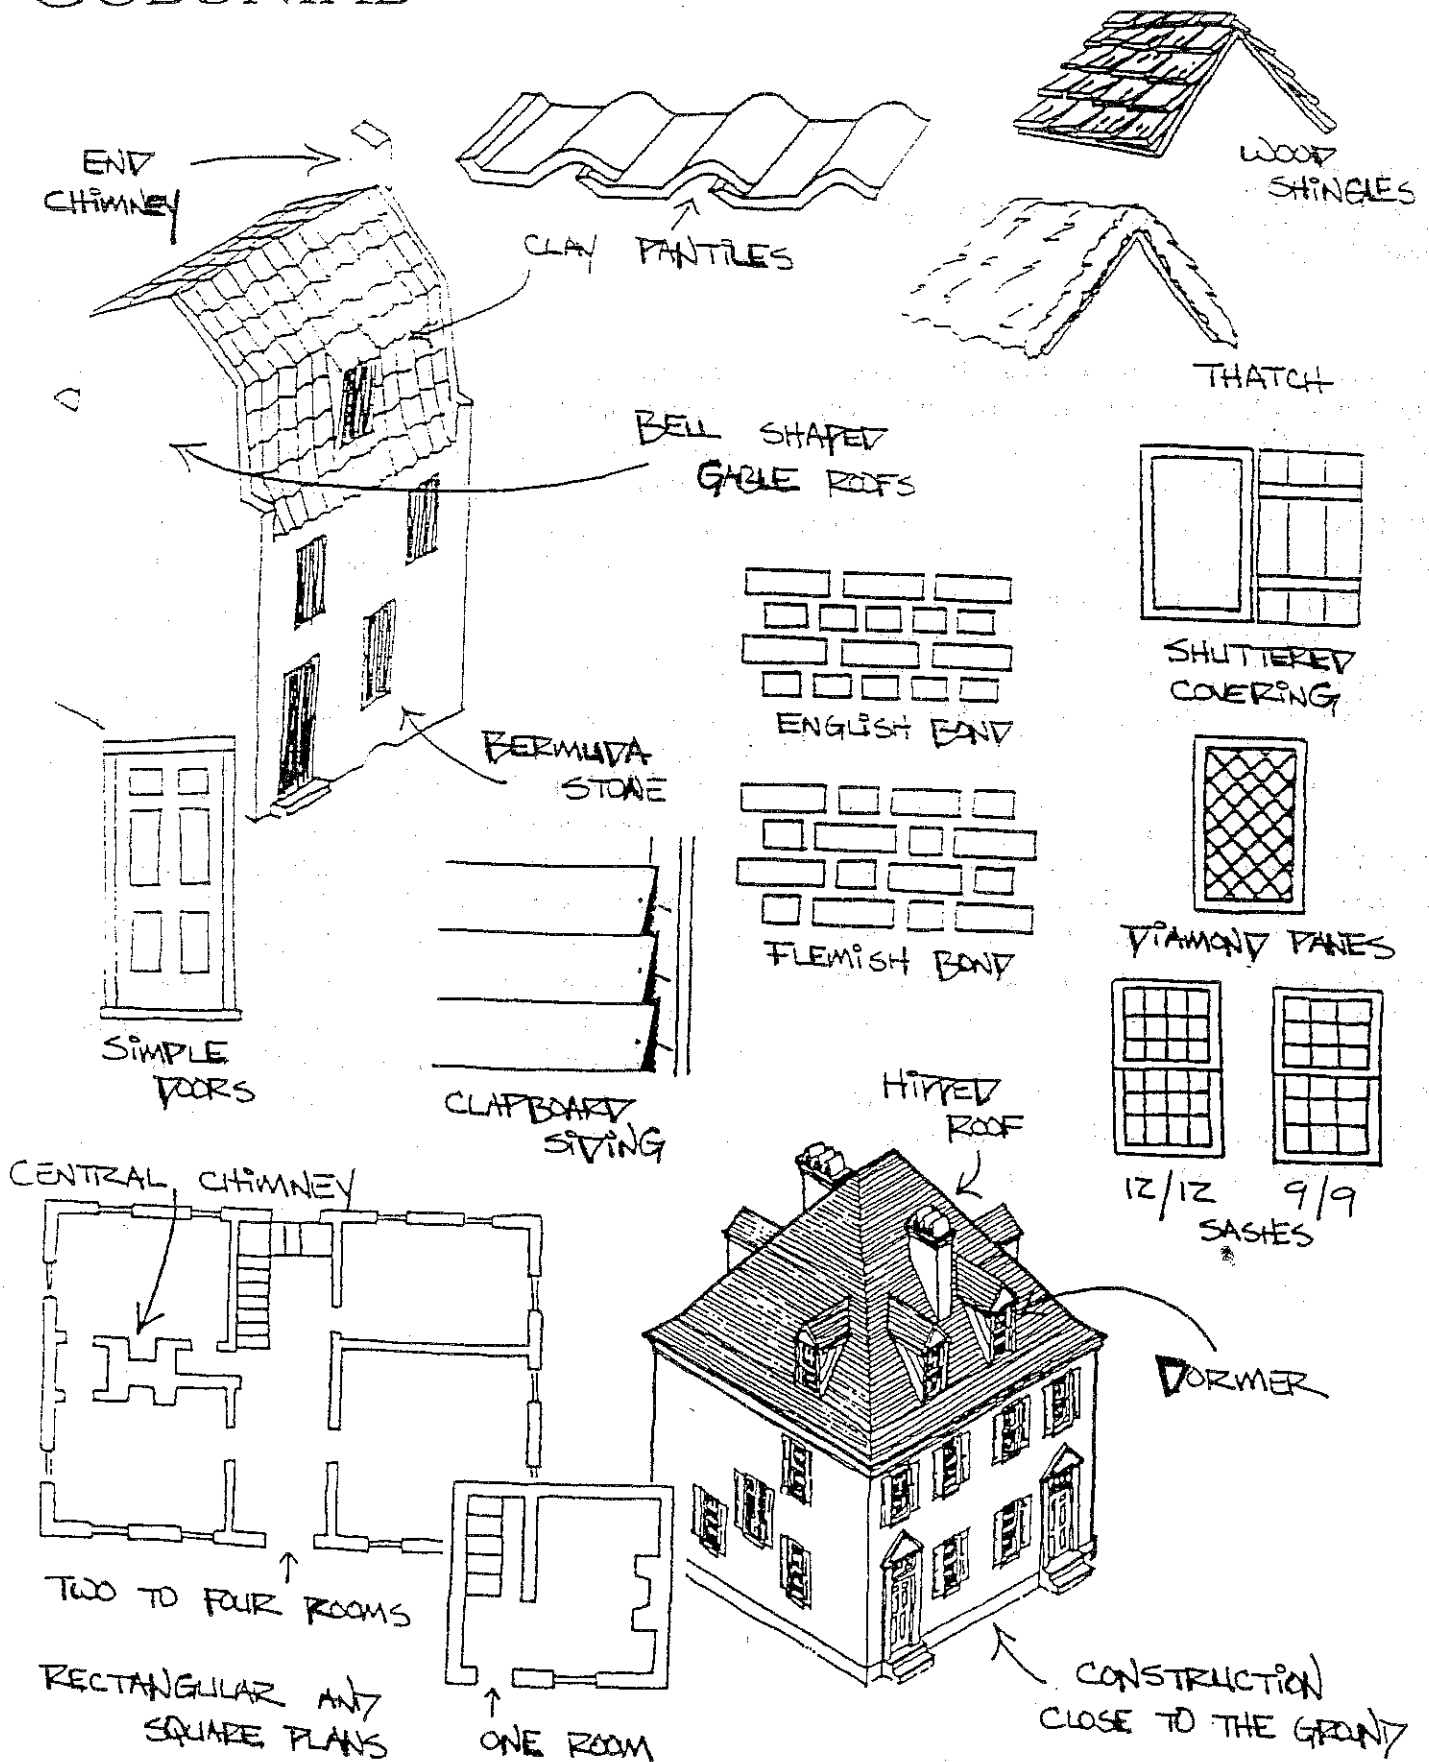 COLONIAL
END
CHIMNEY
CLAY PANTILES
WOOD
SHINGLES
THATCH
BELL SHAPED
GABLE ROOFS
SHUTTERED
COVERING
ENGLISH BOND
BERMUDA
STONE
DIAMOND PANES
FLEMISH BOND
SIMPLE
DOORS
CLAPBOARD
SIDING
HIPPED
ROOF
12/12 9/9
SASHES
CENTRAL CHIMNEY
DORMER
TWO TO FOUR ROOMS
RECTANGULAR AND
SQUARE PLANS
ONE ROOM
CONSTRUCTION
CLOSE TO THE GROUND